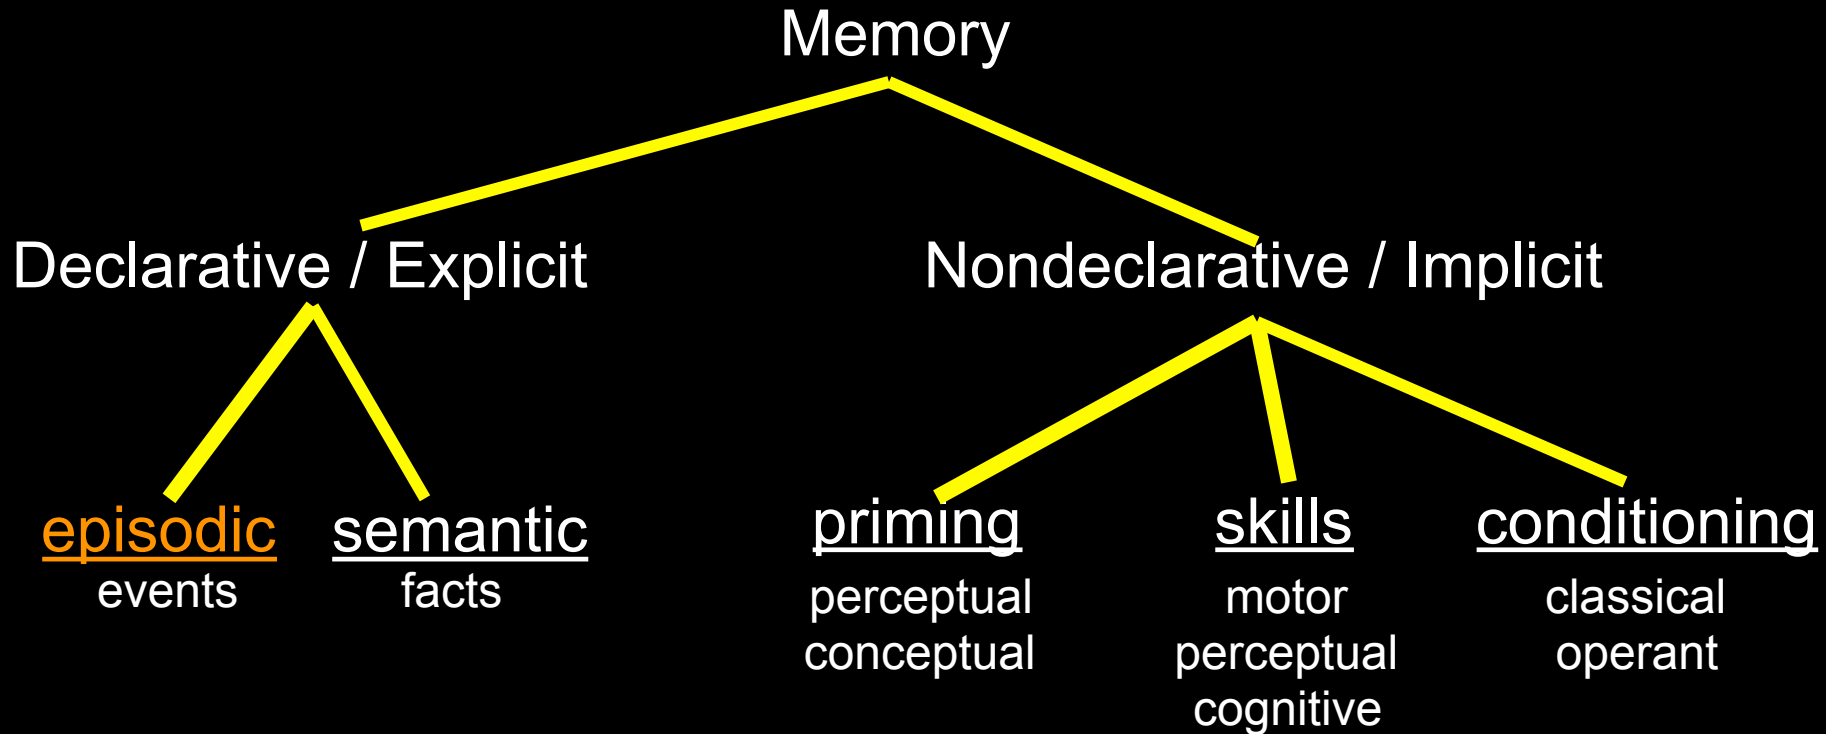 Memory
Declarative / Explicit
Nondeclarative / Implicit
episodic
events
semantic
facts
priming
perceptual
conceptual
skills
motor
perceptual
cognitive
conditioning
classical
operant